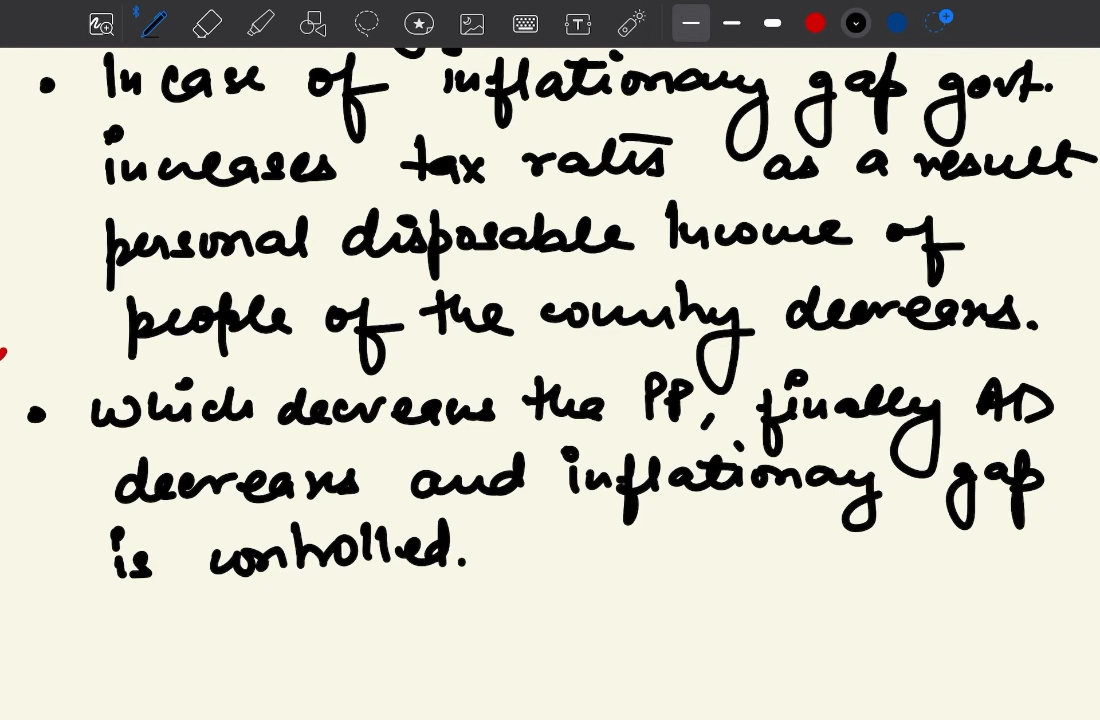 • In case of inflationary gap govt.
increases tax rates as a result
personal disposable Income of
people of the country decreases.
• which decreases the PP, finally AD
decreases and inflationay gap
is controlled.